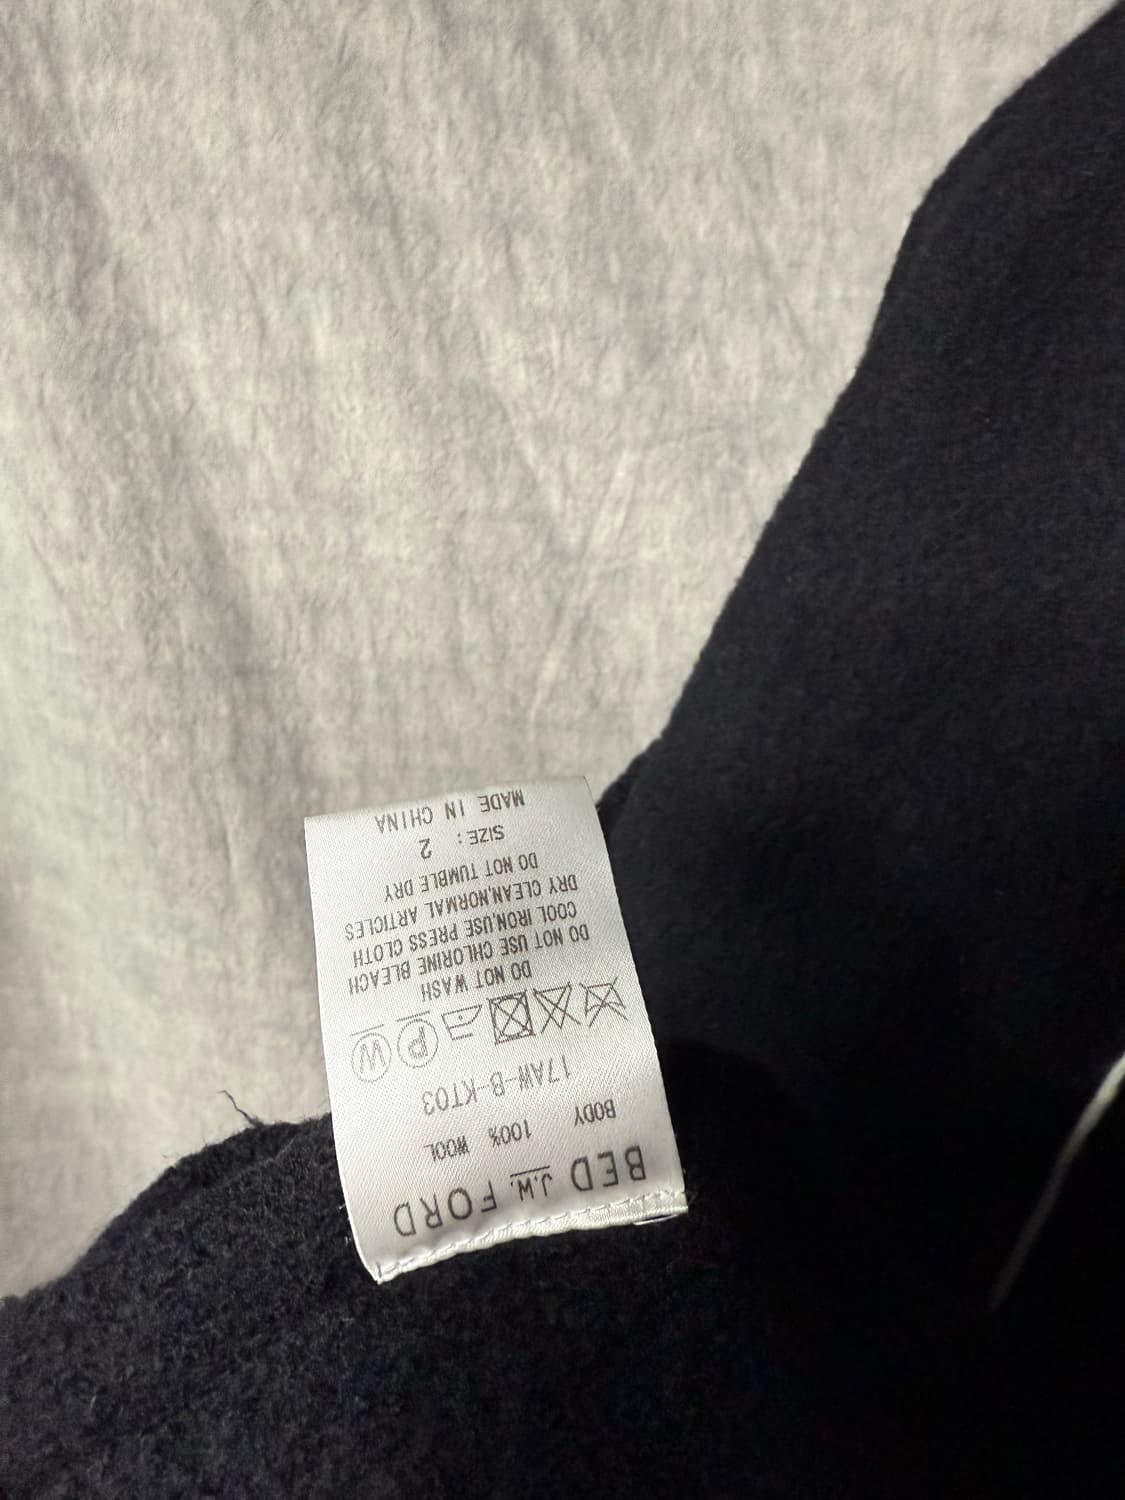 BED J.W. FORD
BODY 100% WOOL
17AW-B-KT03
P W
DO NOT WASH
DO NOT USE CHLORINE BLEACH
COOL IRON,USE PRESS CLOTH
DRY CLEAN,NORMAL ARTICLES
DO NOT TUMBLE DRY
SIZE: 2
MADE IN CHINA